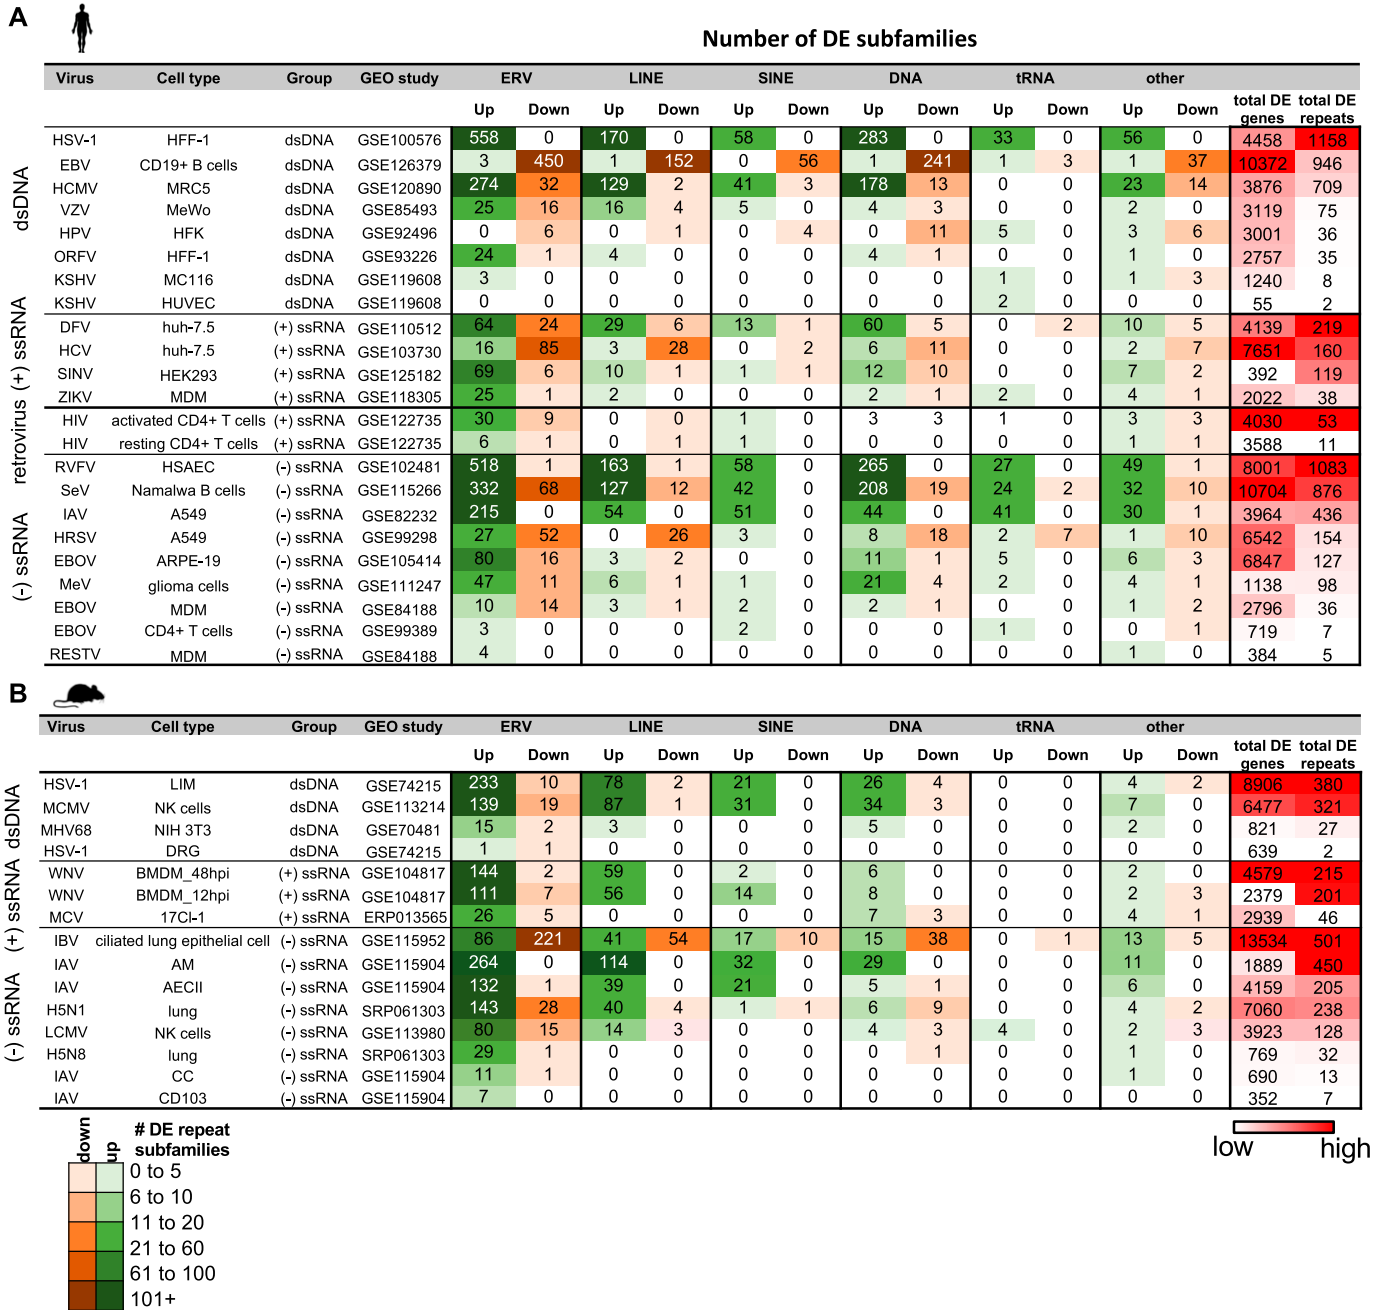 A
Number of DE subfamilies
Virus Cell type Group GEO study ERV LINE SINE DNA tRNA other
Up Down Up Down Up Down Up Down Up Down Up Down total DE genes total DE repeats
dsDNA
HSV-1 HFF-1 dsDNA GSE100576 558 0 170 0 58 0 283 0 33 0 56 0 4458 1158
EBV CD19+ B cells dsDNA GSE126379 3 450 1 152 0 56 1 241 1 3 1 37 10372 946
HCMV MRC5 dsDNA GSE120890 274 32 129 2 41 3 178 13 0 0 23 14 3876 709
VZV MeWo dsDNA GSE85493 25 16 16 4 5 0 4 3 0 0 2 0 3119 75
HPV HFK dsDNA GSE92496 0 6 0 1 0 4 0 11 5 0 3 6 3001 36
ORFV HFF-1 dsDNA GSE93226 24 1 4 0 0 0 4 1 0 0 1 0 2757 35
KSHV MC116 dsDNA GSE119608 3 0 0 0 0 0 0 0 1 0 1 3 1240 8
KSHV HUVEC dsDNA GSE119608 0 0 0 0 0 0 0 0 2 0 0 0 55 2
(+) ssRNA
DFV huh-7.5 (+) ssRNA GSE110512 64 24 29 6 13 1 60 5 0 2 10 5 4139 219
HCV huh-7.5 (+) ssRNA GSE103730 16 85 3 28 0 2 6 11 0 0 2 7 7651 160
SINV HEK293 (+) ssRNA GSE125182 69 6 10 1 1 1 12 10 0 0 7 2 392 119
ZIKV MDM (+) ssRNA GSE118305 25 1 2 0 0 0 2 1 2 0 4 1 2022 38
retrovirus
HIV activated CD4+ T cells (+) ssRNA GSE122735 30 9 0 0 1 0 3 3 1 0 3 3 4030 53
HIV resting CD4+ T cells (+) ssRNA GSE122735 6 1 0 1 1 0 0 0 0 0 1 1 3588 11
(-) ssRNA
RVFV HSAEC (-) ssRNA GSE102481 518 1 163 1 58 0 265 0 27 0 49 1 8001 1083
SeV Namalwa B cells (-) ssRNA GSE115266 332 68 127 12 42 0 208 19 24 2 32 10 10704 876
IAV A549 (-) ssRNA GSE82232 215 0 54 0 51 0 44 0 41 0 30 1 3964 436
HRSV A549 (-) ssRNA GSE99298 27 52 0 26 3 0 8 18 2 7 1 10 6542 154
EBOV ARPE-19 (-) ssRNA GSE105414 80 16 3 2 0 0 11 1 5 0 6 3 6847 127
MeV glioma cells (-) ssRNA GSE111247 47 11 6 1 1 0 21 4 2 0 4 1 1138 98
EBOV MDM (-) ssRNA GSE84188 10 14 3 1 2 0 2 1 0 0 1 2 2796 36
EBOV CD4+ T cells (-) ssRNA GSE99389 3 0 0 0 2 0 0 0 1 0 0 1 719 7
RESTV MDM (-) ssRNA GSE84188 4 0 0 0 0 0 0 0 0 0 1 0 384 5
B
Virus Cell type Group GEO study ERV LINE SINE DNA tRNA other
Up Down Up Down Up Down Up Down Up Down Up Down total DE genes total DE repeats
dsDNA
HSV-1 LIM dsDNA GSE74215 233 10 78 2 21 0 26 4 0 0 4 2 8906 380
MCMV NK cells dsDNA GSE113214 139 19 87 1 31 0 34 3 0 0 7 0 6477 321
MHV68 NIH 3T3 dsDNA GSE70481 15 2 3 0 0 0 5 0 0 0 2 0 821 27
HSV-1 DRG dsDNA GSE74215 1 1 0 0 0 0 0 0 0 0 0 0 639 2
(+) ssRNA
WNV BMDM_48hpi (+) ssRNA GSE104817 144 2 59 0 2 0 6 0 0 0 2 0 4579 215
WNV BMDM_12hpi (+) ssRNA GSE104817 111 7 56 0 14 0 8 0 0 0 2 3 2379 201
MCV 17Cl-1 (+) ssRNA ERP013565 26 5 0 0 0 0 7 3 0 0 4 1 2939 46
(-) ssRNA
IBV ciliated lung epithelial cell (-) ssRNA GSE115952 86 221 41 54 17 10 15 38 0 1 13 5 13534 501
IAV AM (-) ssRNA GSE115904 264 0 114 0 32 0 29 0 0 0 11 0 1889 450
IAV AECII (-) ssRNA GSE115904 132 1 39 0 21 0 5 1 0 0 6 0 4159 205
H5N1 lung (-) ssRNA SRP061303 143 28 40 4 1 1 6 9 0 0 4 2 7060 238
LCMV NK cells (-) ssRNA GSE113980 80 15 14 3 0 0 4 3 4 0 2 3 3923 128
H5N8 lung (-) ssRNA SRP061303 29 1 0 0 0 0 0 1 0 0 1 0 769 32
IAV CC (-) ssRNA GSE115904 11 1 0 0 0 0 0 0 0 0 1 0 690 13
IAV CD103 (-) ssRNA GSE115904 7 0 0 0 0 0 0 0 0 0 0 0 352 7
down up # DE repeat subfamilies
0 to 5
6 to 10
11 to 20
21 to 60
61 to 100
101+
low high